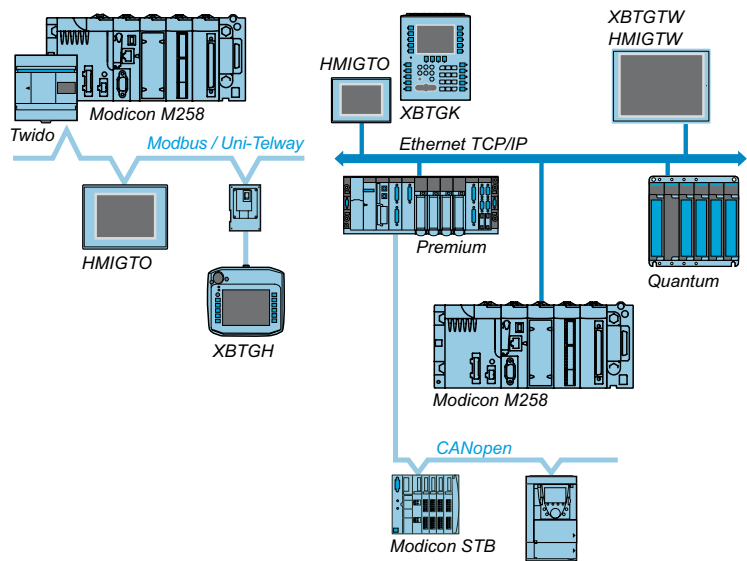 XBTGTW
HMIGTW
HMIGTO
XBTGK
Twido
Modicon M258
Modbus / Uni-Telway
Ethernet TCP/IP
HMIGTO
XBTGH
Premium
Quantum
Modicon M258
CANopen
Modicon STB